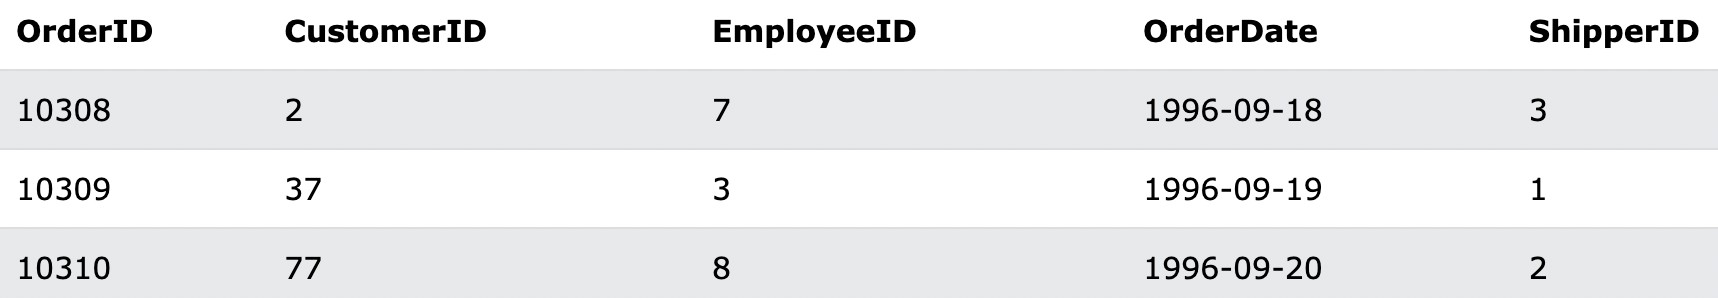 OrderID CustomerID EmployeeID OrderDate ShipperID
10308 2 7 1996-09-18 3
10309 37 3 1996-09-19 1
10310 77 8 1996-09-20 2